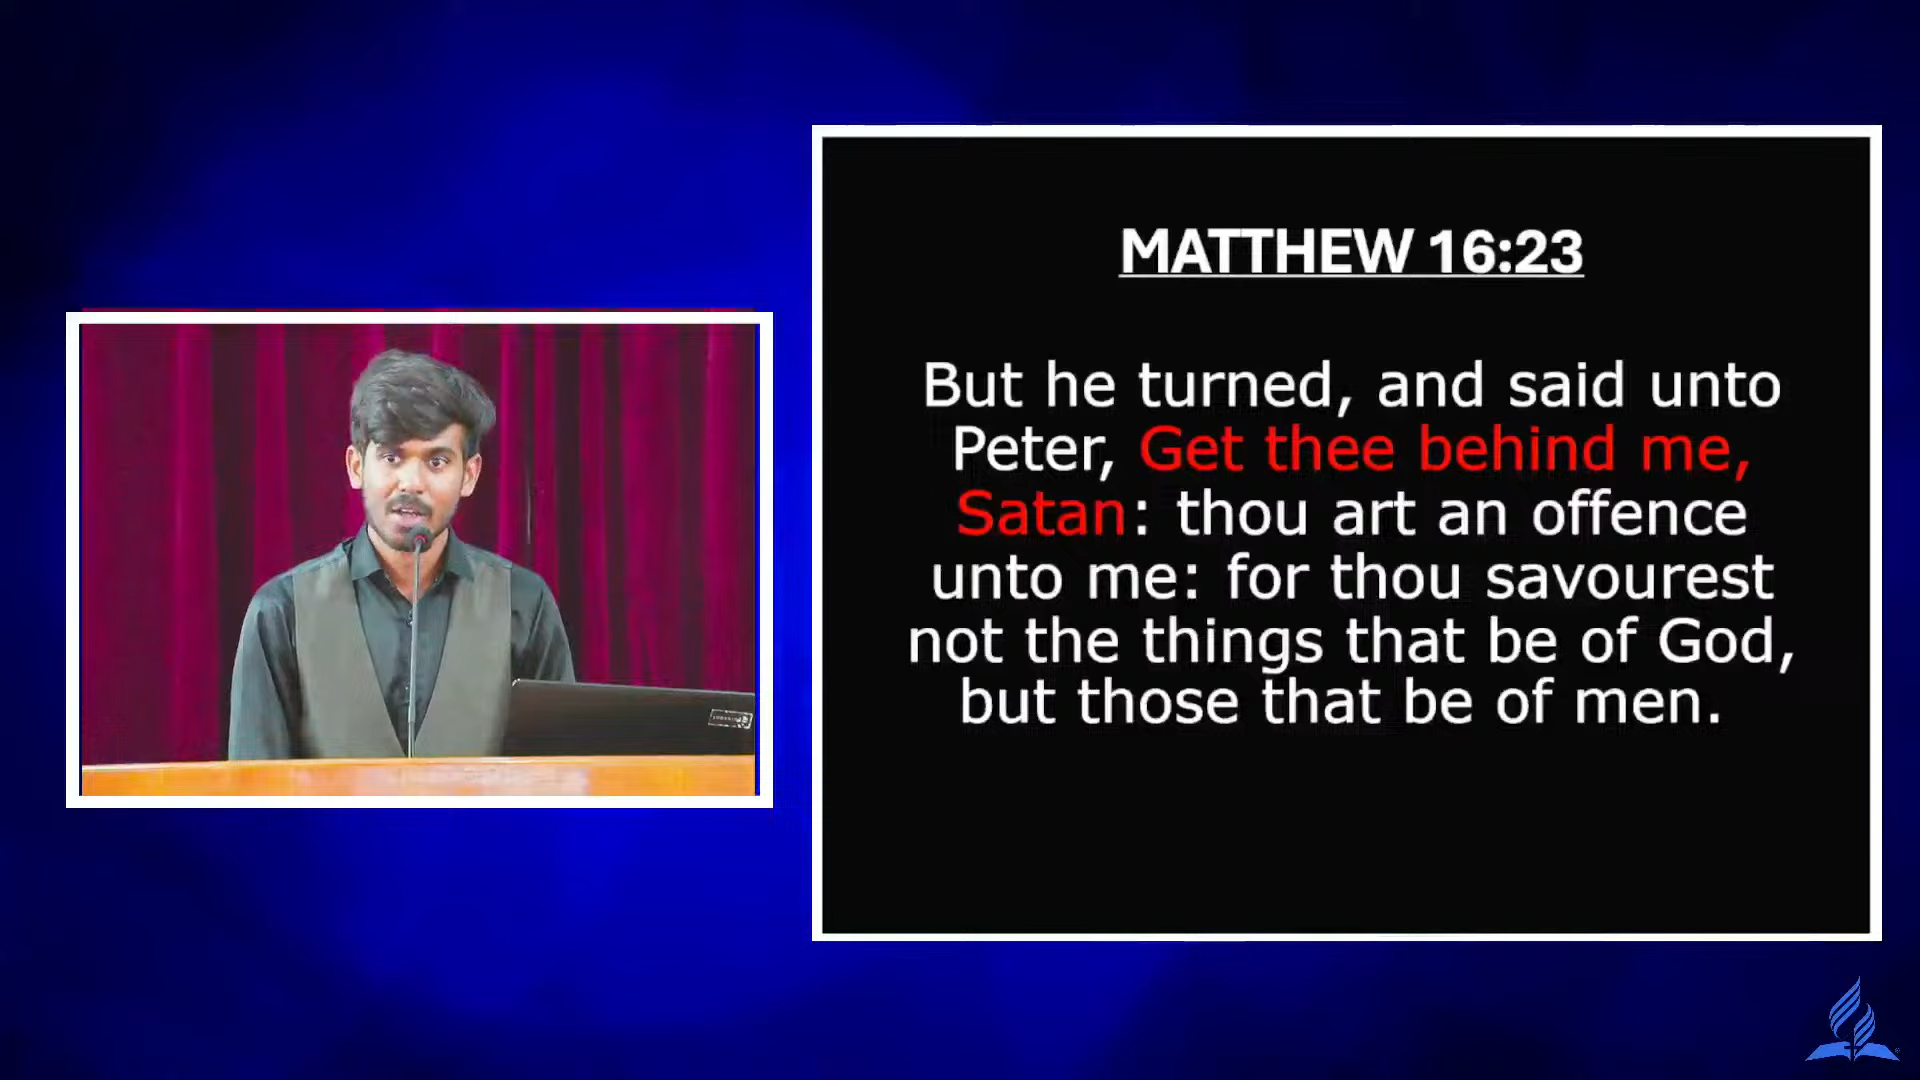 MATTHEW 16:23
But he turned, and said unto
Peter, Get thee behind me,
Satan: thou art an offence
unto me: for thou savourest
not the things that be of God,
but those that be of men.